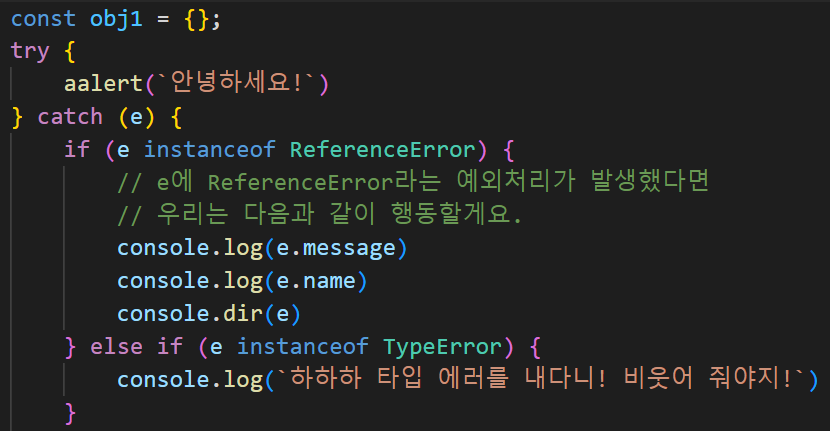 const obj1 = {};
try {
    aalert(`안녕하세요!`)
} catch (e) {
    if (e instanceof ReferenceError) {
        // e에 ReferenceError라는 예외처리가 발생했다면
        // 우리는 다음과 같이 행동할게요.
        console.log(e.message)
        console.log(e.name)
        console.dir(e)
    } else if (e instanceof TypeError) {
        console.log(`하하하 타입 에러를 내다니! 비웃어 줘야지!`)
    }